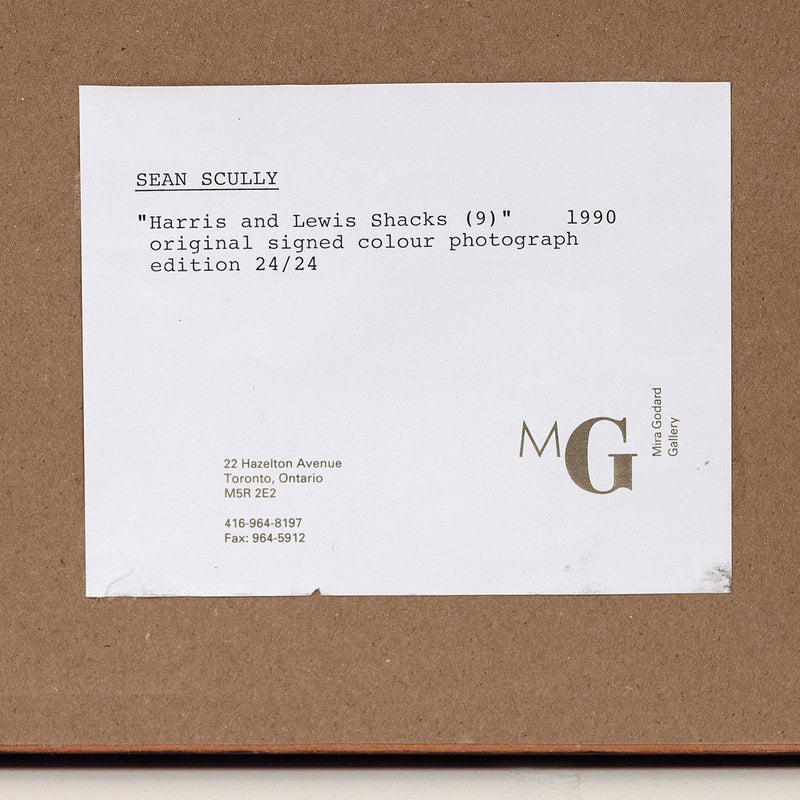 SEAN SCULLY
"Harris and Lewis Shacks (9)" 1990
original signed colour photograph
edition 24/24
MG
Mira Godard
Gallery
22 Hazelton Avenue
Toronto, Ontario
M5R 2E2
416-964-8197
Fax: 964-5912